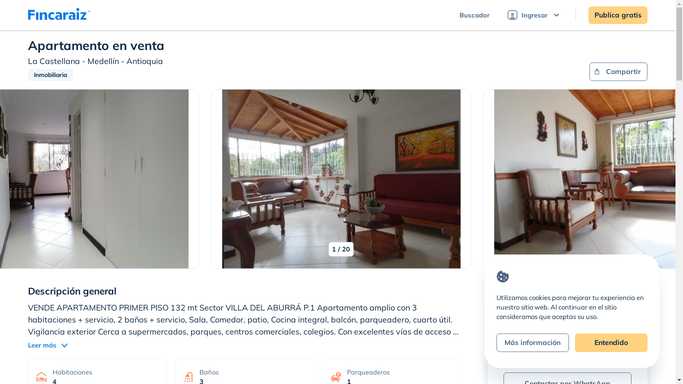 Fincaraiz
Buscador
Ingresar
Publica gratis
Apartamento en venta
La Castellana - Medellín - Antioquia
Inmobiliaria
Compartir
1 / 20
Descripción general
VENDE APARTAMENTO PRIMER PISO 132 mt Sector VILLA DEL ABURRÁ P.1 Apartamento amplio con 3
habitaciones + servicio, 2 baños + servicio, Sala, Comedor, patio, Cocina integral, balcón, parqueadero, cuarto útil.
Vigilancia exterior Cerca a supermercados, parques, centros comerciales, colegios. Con excelentes vías de acceso ...
Leer más
Habitaciones
4
Baños
3
Parqueaderos
1
Utilizamos cookies para mejorar tu experiencia en
nuestro sitio web. Al continuar en el sitio
consideramos que aceptas su uso.
Más información
Entendido
Contactar por WhatsApp